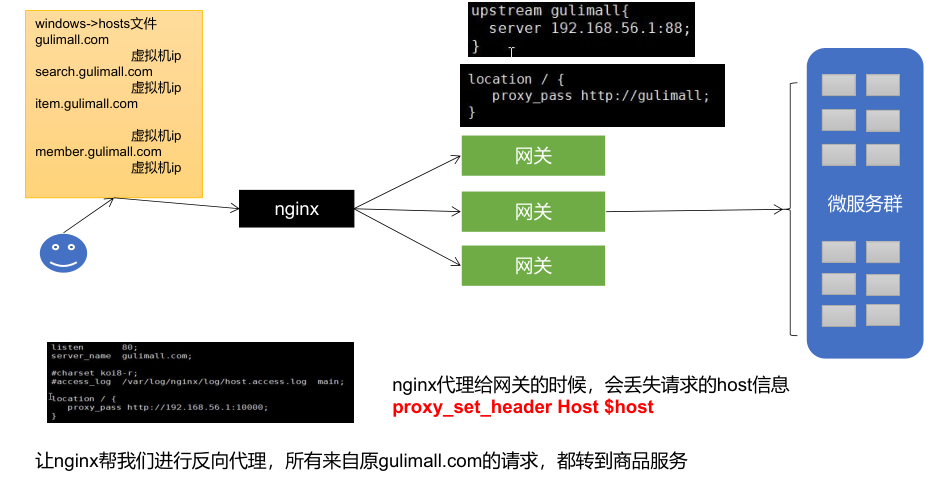 windows->hosts文件
gulimall.com
虚拟机ip
search.gulimall.com
虚拟机ip
item.gulimall.com
虚拟机ip
member.gulimall.com
虚拟机ip
upstream gulimall{
server 192.168.56.1:88;
}
location / {
proxy_pass http://gulimall;
}
nginx
网关
网关
网关
微服务群
listen 80;
server_name gulimall.com;
#charset koi8-r;
#access_log /var/log/nginx/log/host.access.log main;
location / {
proxy_pass http://192.168.56.1:10000;
}
nginx代理给网关的时候，会丢失请求的host信息
proxy_set_header Host $host
让nginx帮我们进行反向代理，所有来自原gulimall.com的请求，都转到商品服务